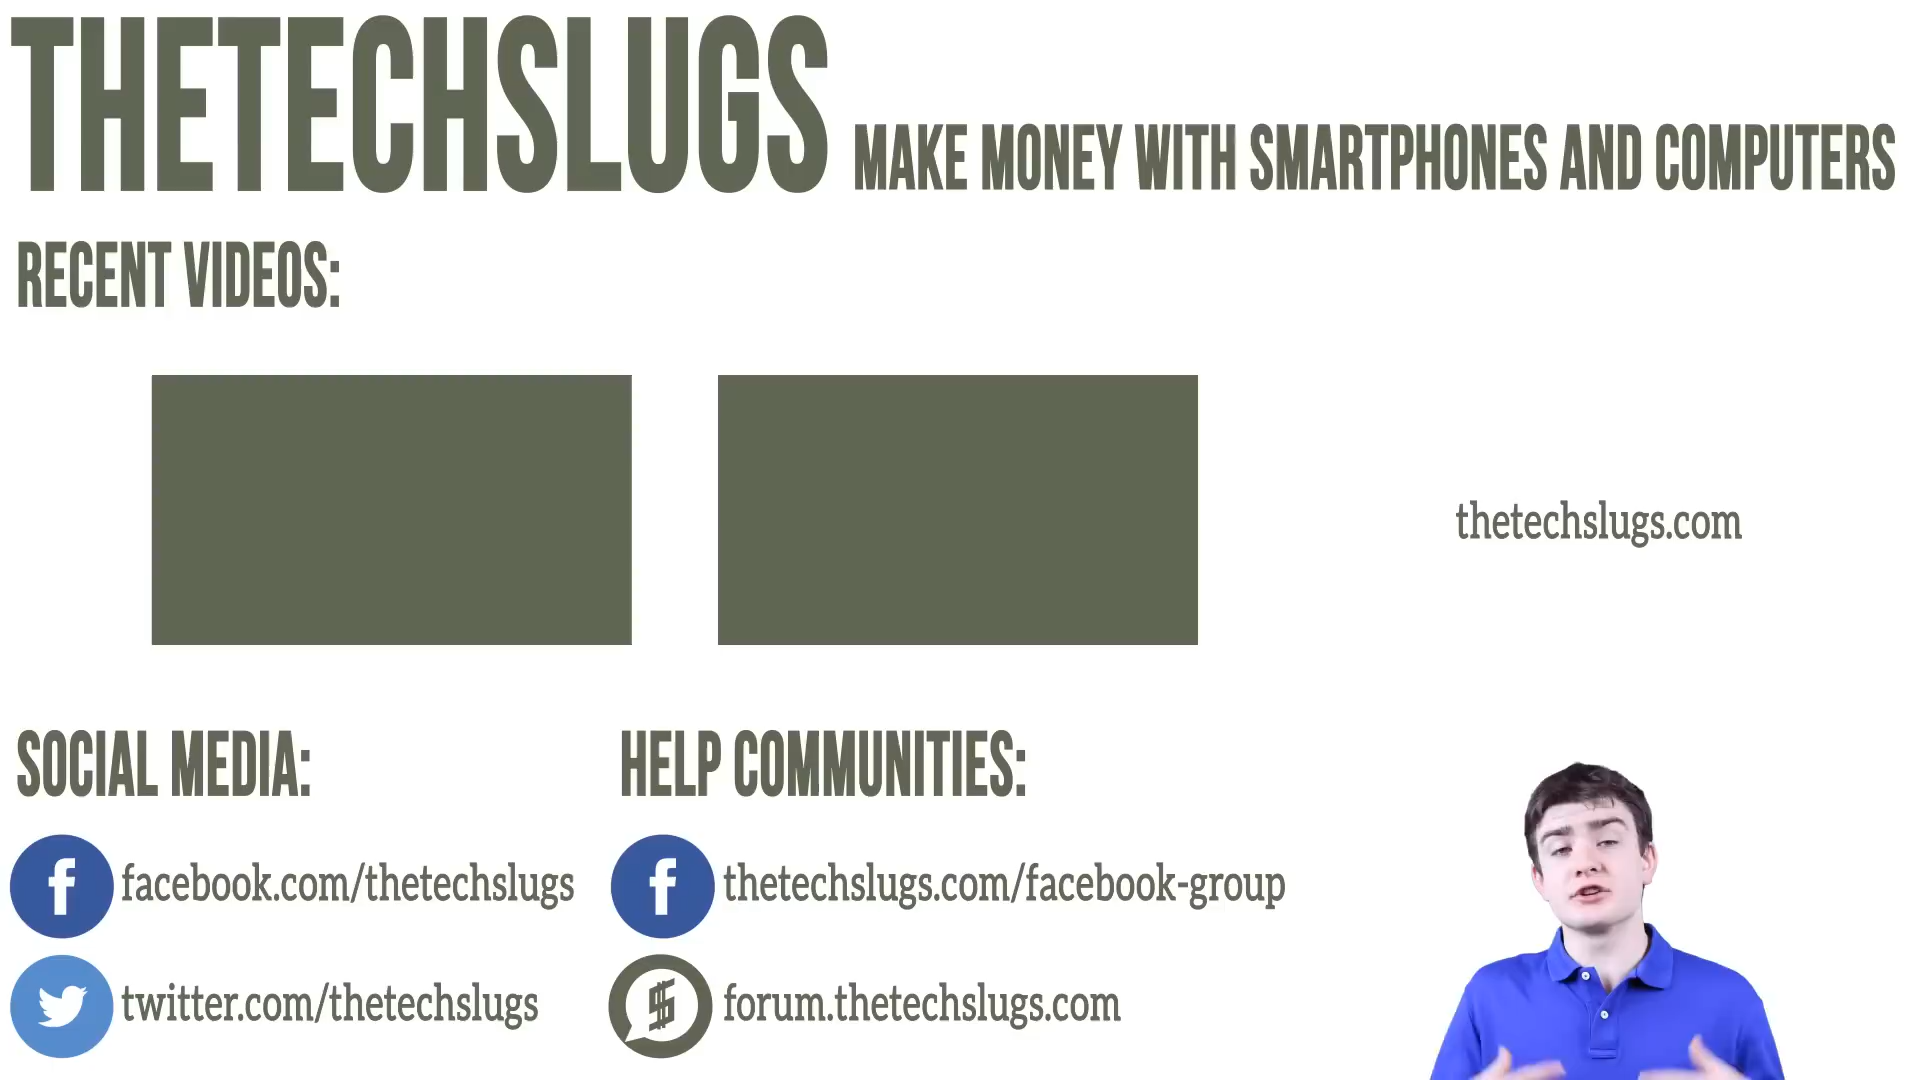 THETECHSLUGS MAKE MONEY WITH SMARTPHONES AND COMPUTERS
RECENT VIDEOS:
thetechslugs.com
SOCIAL MEDIA:
facebook.com/thetechslugs
twitter.com/thetechslugs
HELP COMMUNITIES:
thetechslugs.com/facebook-group
forum.thetechslugs.com